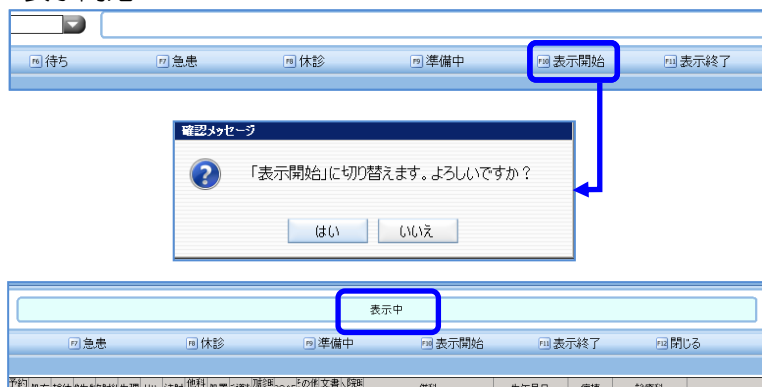 F6 待ち F7 急患 F8 休診 F9 準備中 F10 表示開始 F11 表示終了
確認メッセージ
「表示開始」に切り替えます。よろしいですか?
はい いいえ
表示中
F7 急患 F8 休診 F9 準備中 F10 表示開始 F11 表示終了 F12 閉じる
予約